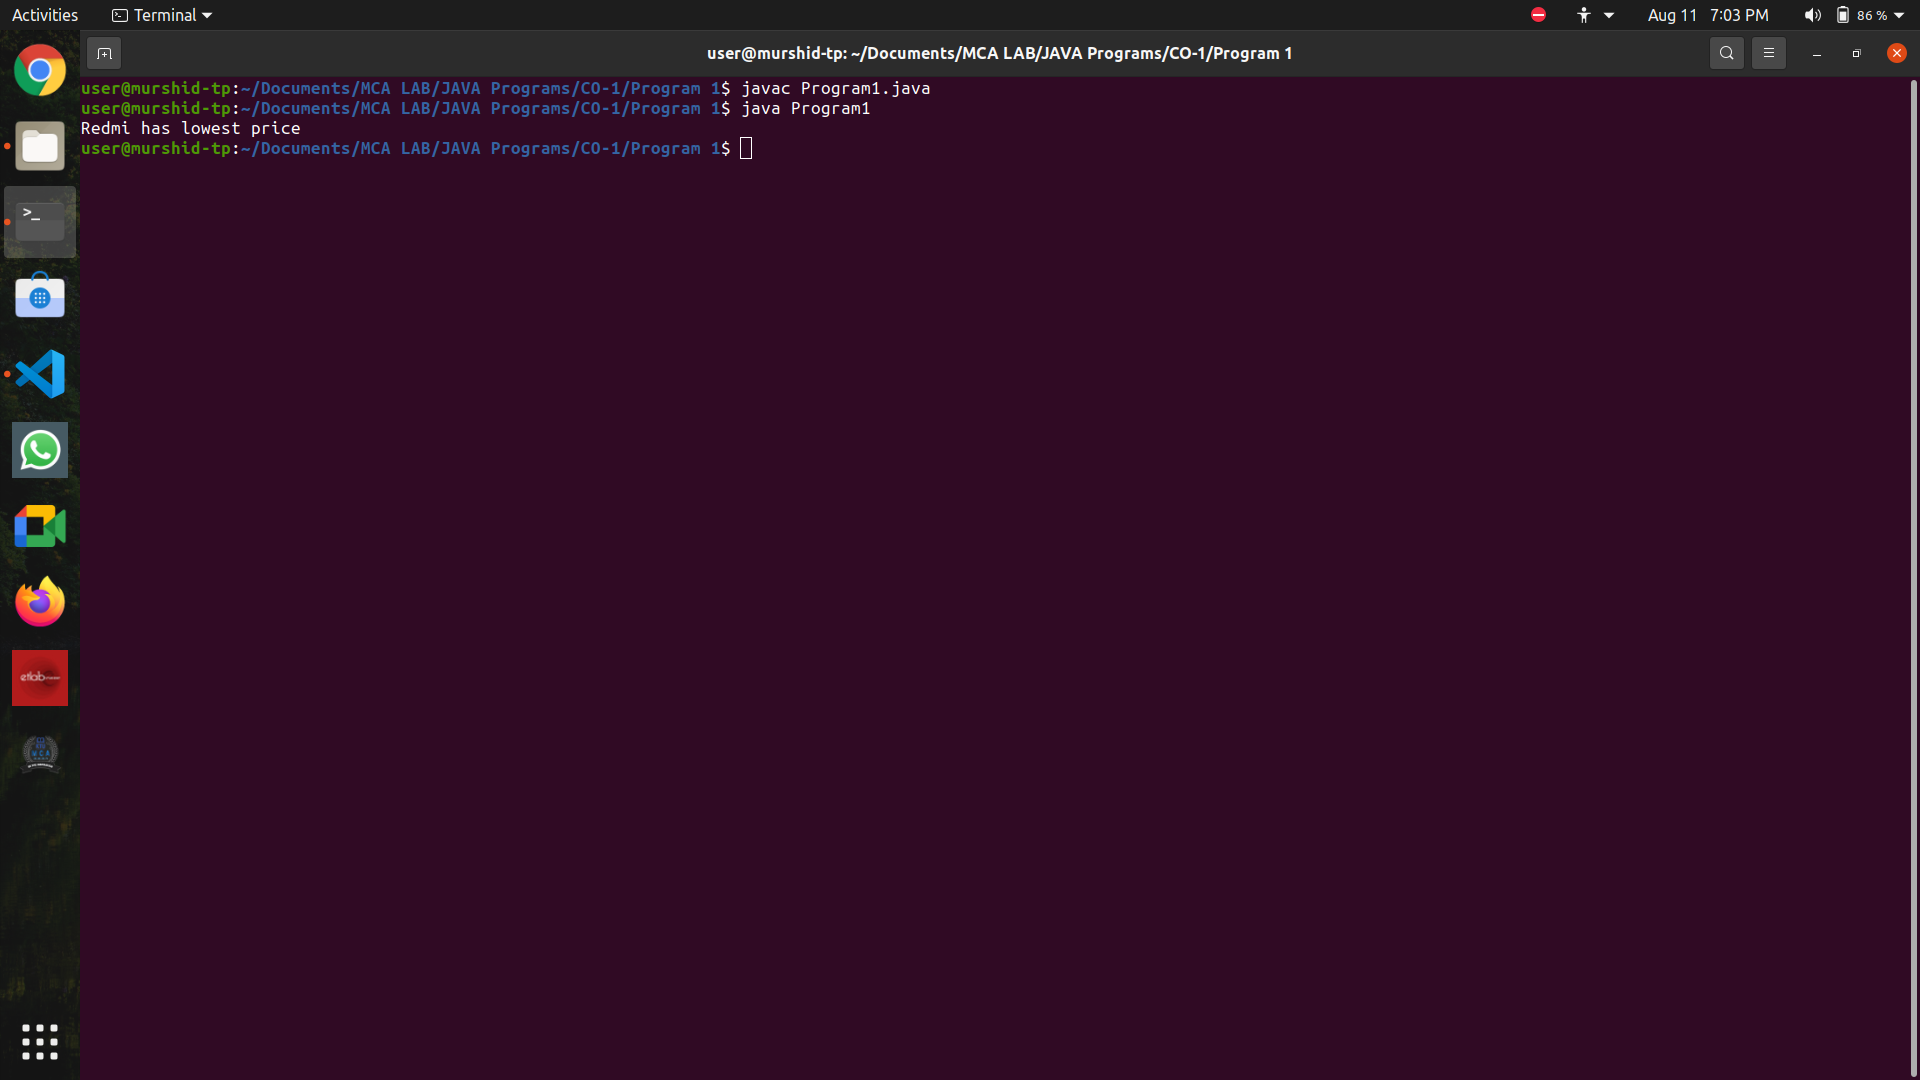 Activities
Terminal
Aug 11 7:03 PM
86 %
user@murshid-tp: ~/Documents/MCA LAB/JAVA Programs/CO-1/Program 1
user@murshid-tp:~/Documents/MCA LAB/JAVA Programs/CO-1/Program 1$ javac Program1.java
user@murshid-tp:~/Documents/MCA LAB/JAVA Programs/CO-1/Program 1$ java Program1
Redmi has lowest price
user@murshid-tp:~/Documents/MCA LAB/JAVA Programs/CO-1/Program 1$
>_
etlab
MCA